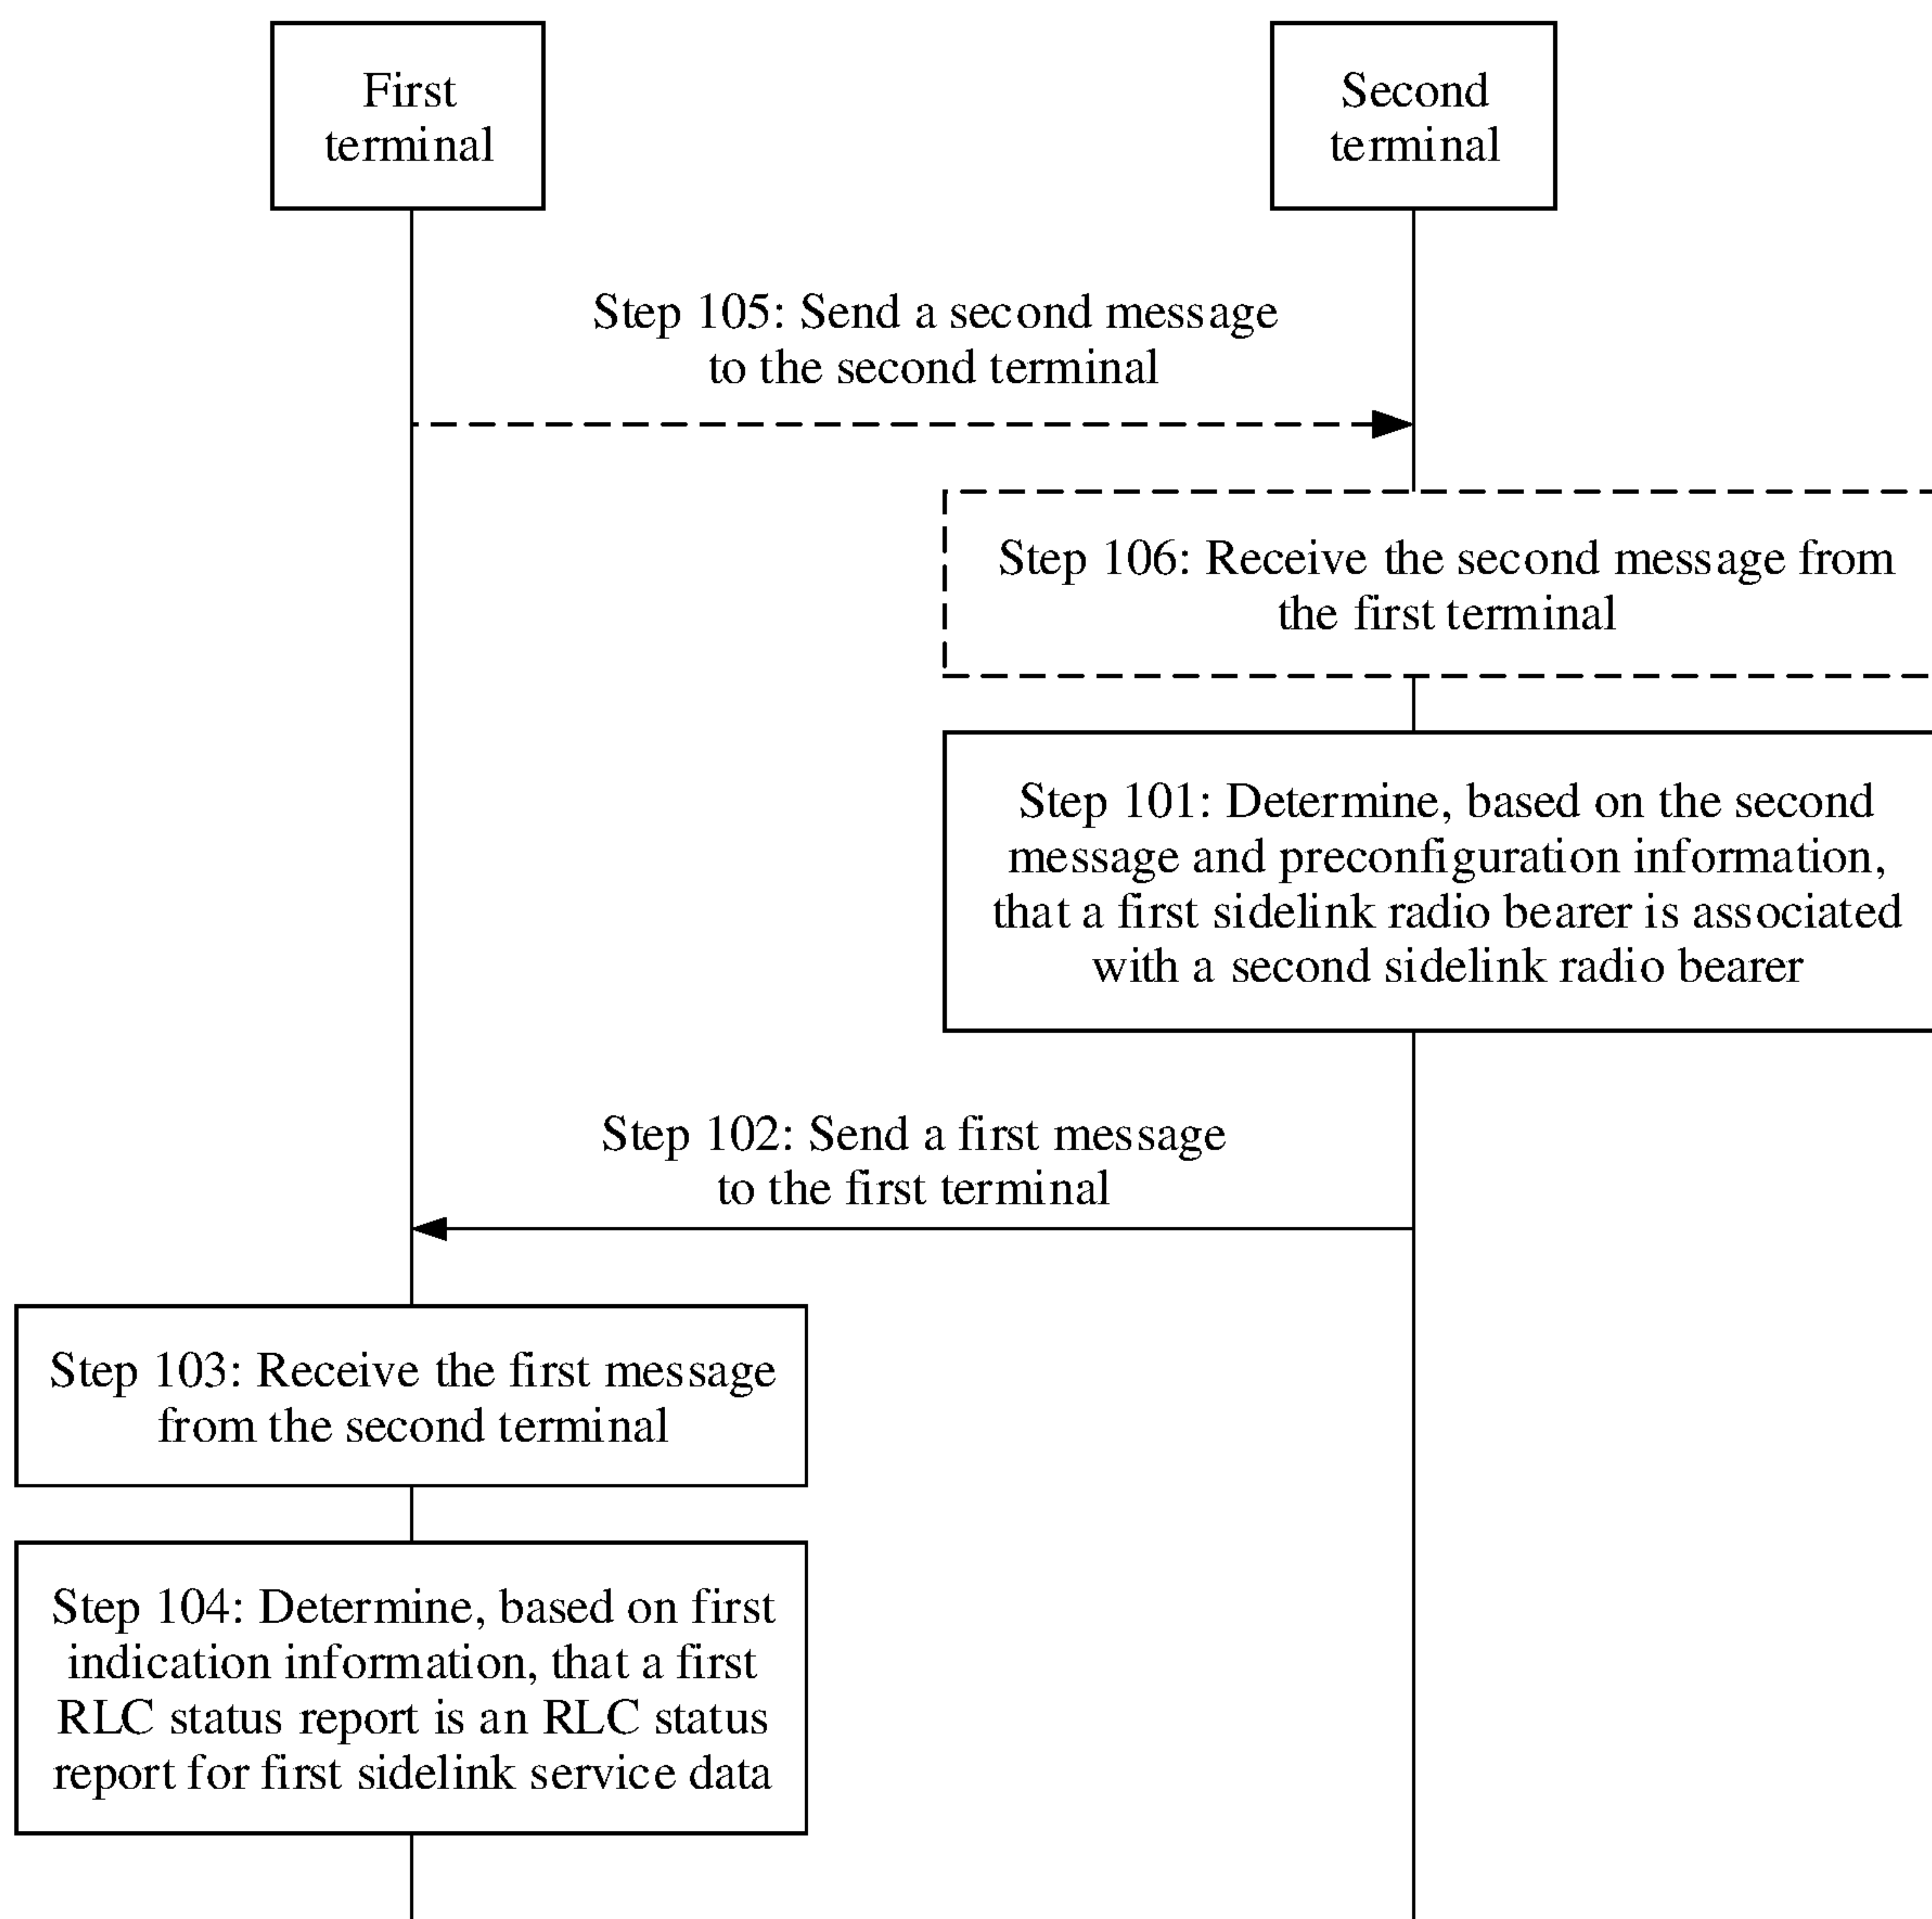 First
terminal
Second
terminal
Step 105: Send a second message
to the second terminal
Step 106: Receive the second message from
the first terminal
Step 101: Determine, based on the second
message and preconfiguration information,
that a first sidelink radio bearer is associated
with a second sidelink radio bearer
Step 102: Send a first message
to the first terminal
Step 103: Receive the first message
from the second terminal
Step 104: Determine, based on first
indication information, that a first
RLC status report is an RLC status
report for first sidelink service data